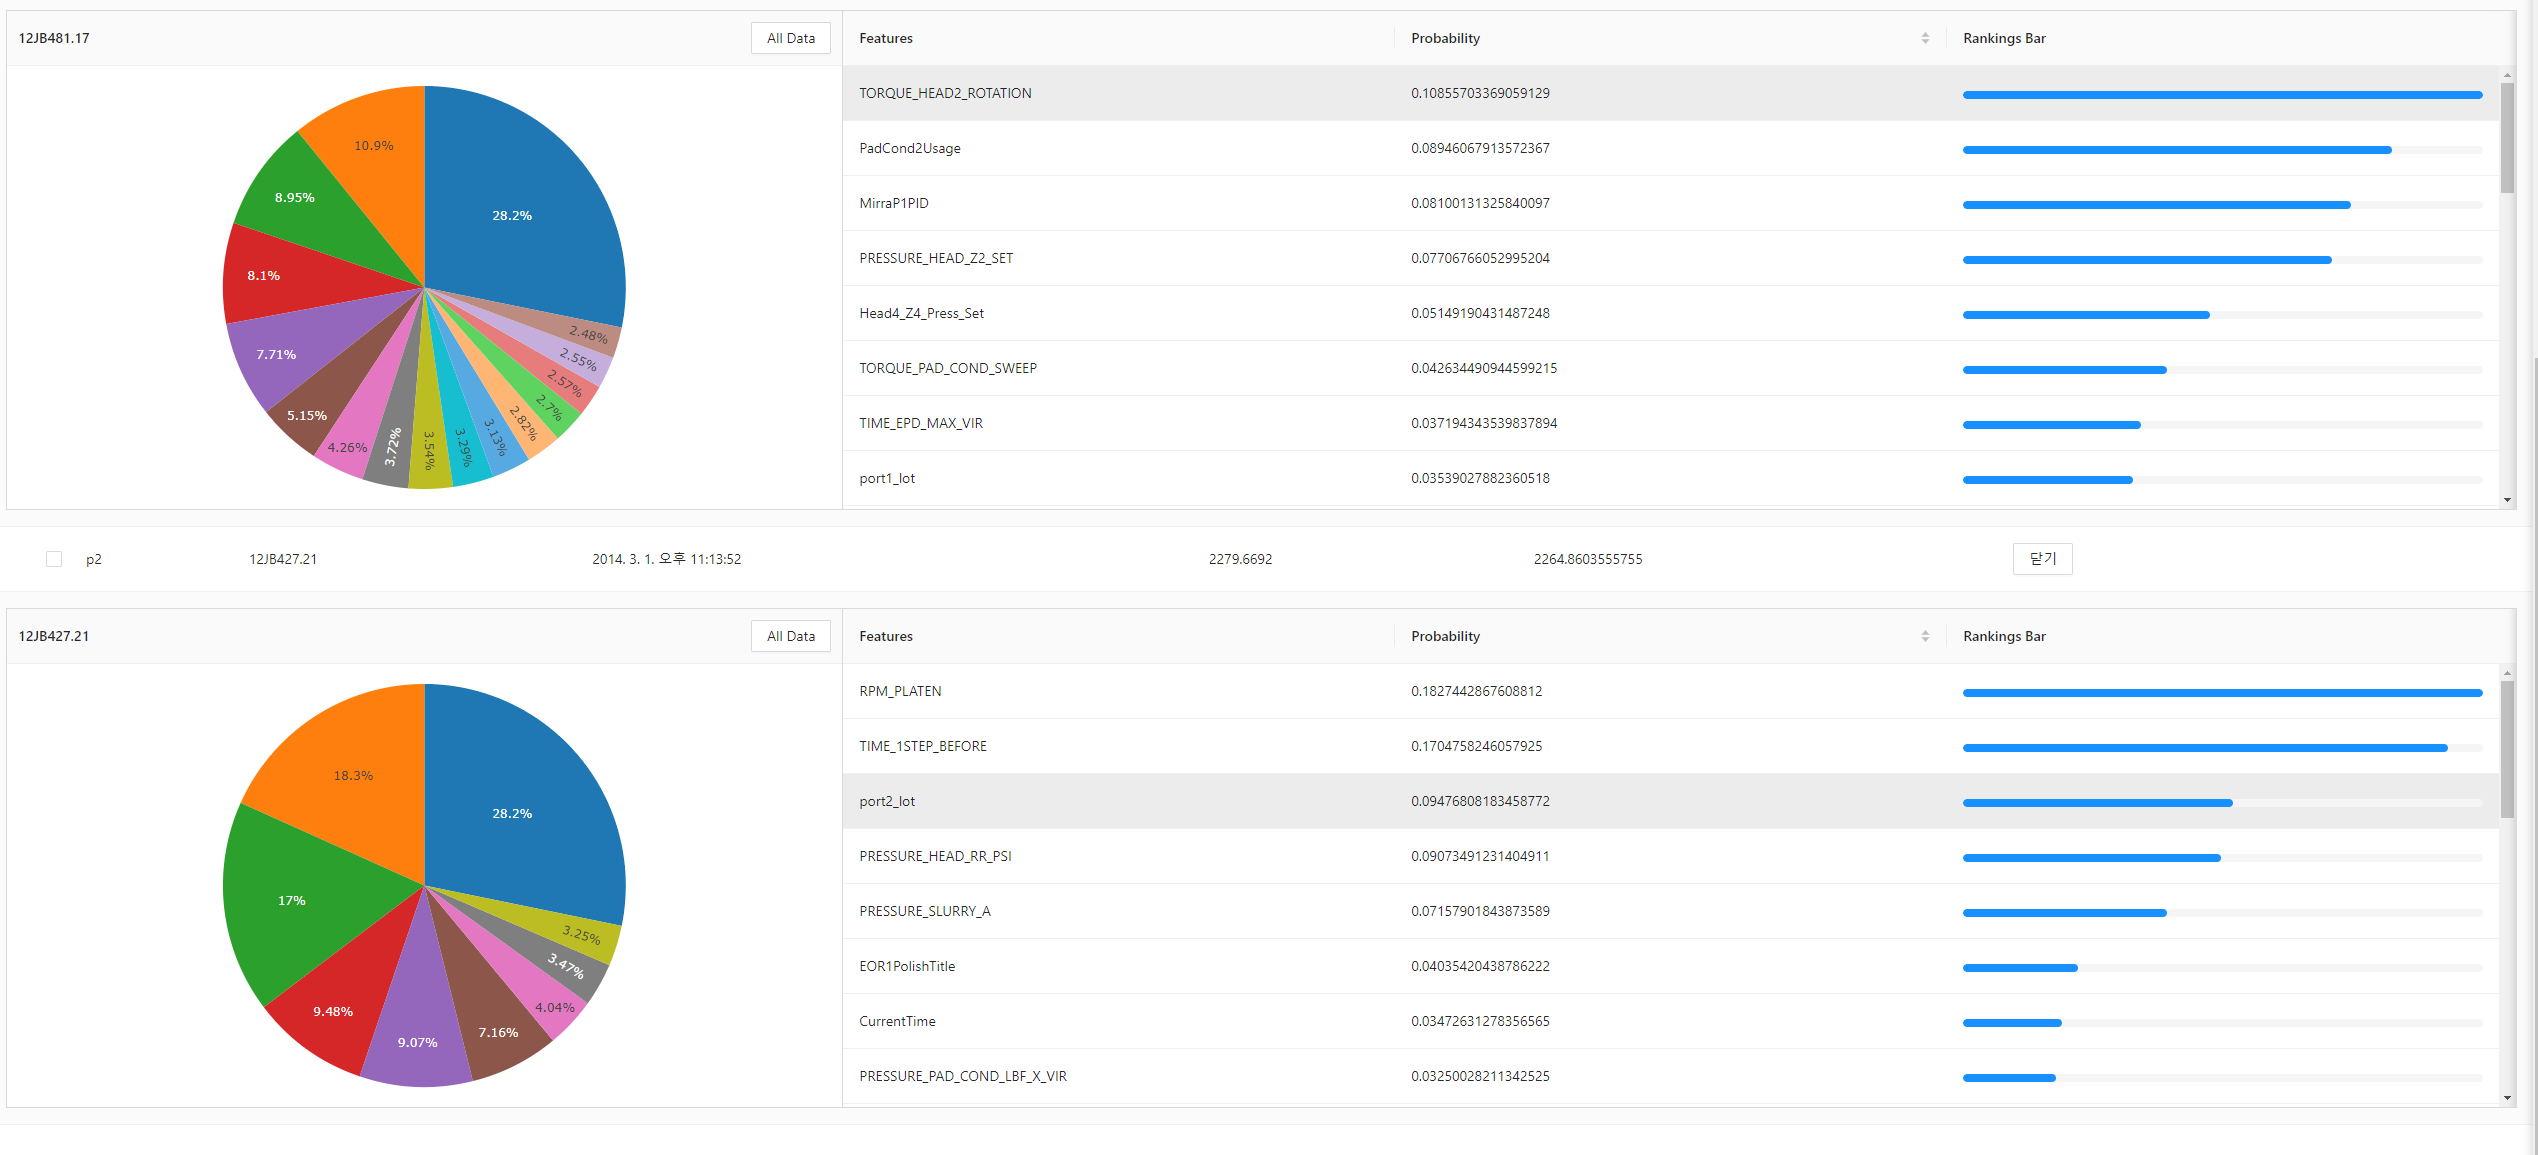 12JB481.17
All Data
Features
Probability
Rankings Bar
10.9%
28.2%
8.95%
8.1%
7.71%
5.15%
4.26%
3.72%
3.54%
3.29%
3.13%
2.82%
2.7%
2.57%
2.55%
2.48%
TORQUE_HEAD2_ROTATION 0.10855703369059129
PadCond2Usage 0.08946067913572367
MirraP1PID 0.08100131325840097
PRESSURE_HEAD_Z2_SET 0.07706766052995204
Head4_Z4_Press_Set 0.05149190431487248
TORQUE_PAD_COND_SWEEP 0.042634490944599215
TIME_EPD_MAX_VIR 0.037194343539837894
port1_lot 0.03539027882360518
p2 12JB427.21 2014. 3. 1. 오후 11:13:52 2279.6692 2264.8603555755 닫기
12JB427.21
All Data
Features
Probability
Rankings Bar
18.3%
28.2%
17%
9.48%
9.07%
7.16%
4.04%
3.47%
3.25%
RPM_PLATEN 0.1827442867608812
TIME_1STEP_BEFORE 0.1704758246057925
port2_lot 0.09476808183458772
PRESSURE_HEAD_RR_PSI 0.09073491231404911
PRESSURE_SLURRY_A 0.07157901843873589
EOR1PolishTitle 0.04035420438786222
CurrentTime 0.03472631278356565
PRESSURE_PAD_COND_LBF_X_VIR 0.03250028211342525